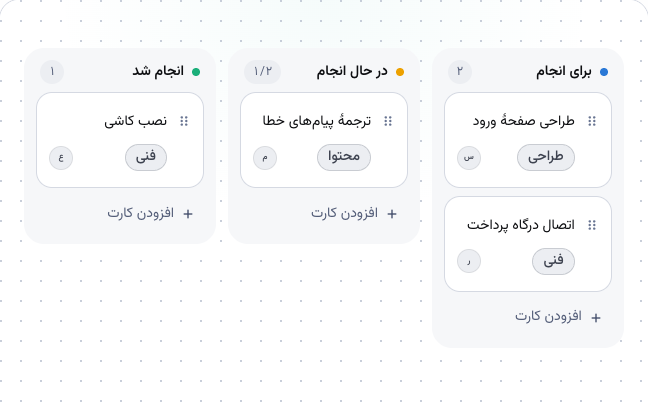 برای انجام
۲
طراحی صفحهٔ ورود
طراحی
س
اتصال درگاه پرداخت
فنی
ر
+ افزودن کارت
در حال انجام
۱/۲
ترجمهٔ پیام‌های خطا
محتوا
م
+ افزودن کارت
انجام شد
۱
نصب کاشی
فنی
ع
+ افزودن کارت